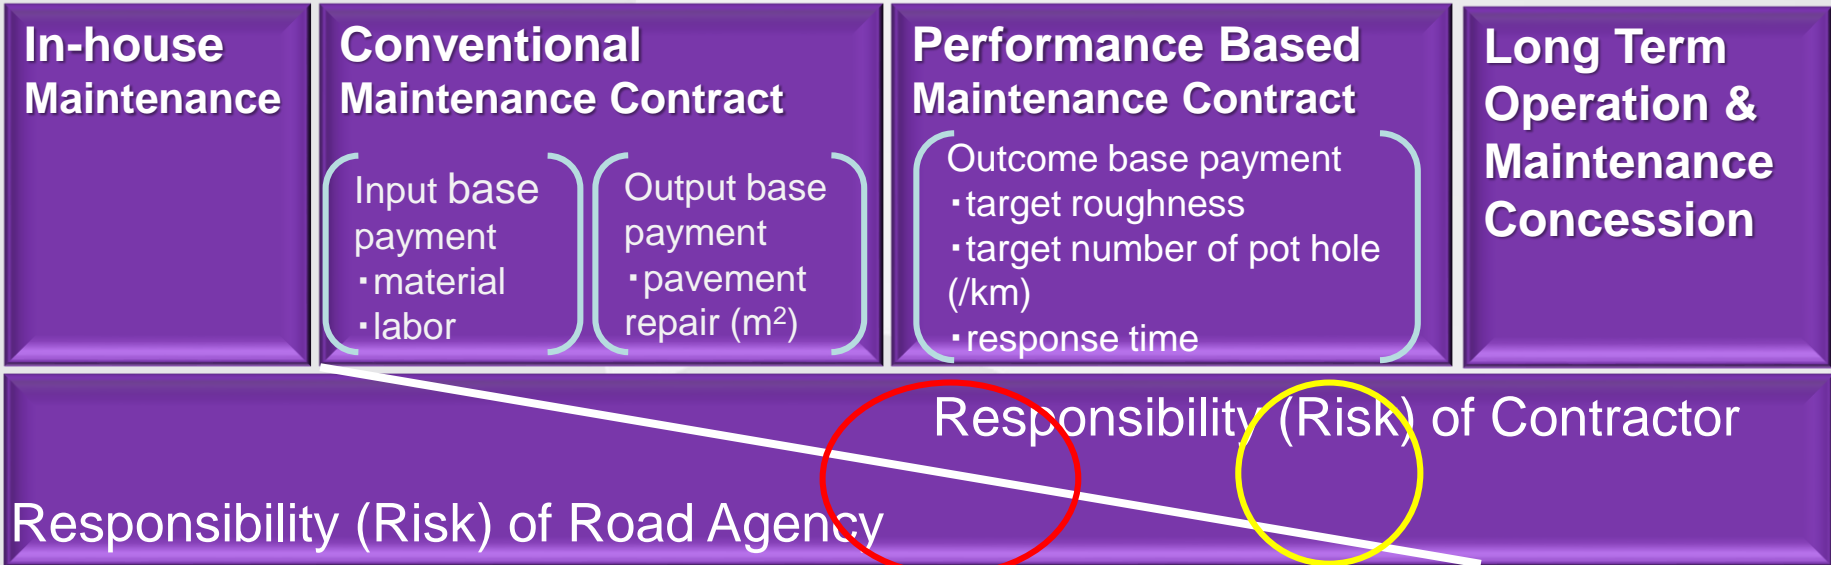 In-house
Maintenance
Conventional
Maintenance Contract
Input base
payment
・material
・labor
Output base
payment
・pavement
repair (m²)
Performance Based
Maintenance Contract
Outcome base payment
・target roughness
・target number of pot hole
(/km)
・response time
Long Term
Operation &
Maintenance
Concession
Responsibility (Risk) of Contractor
Responsibility (Risk) of Road Agency